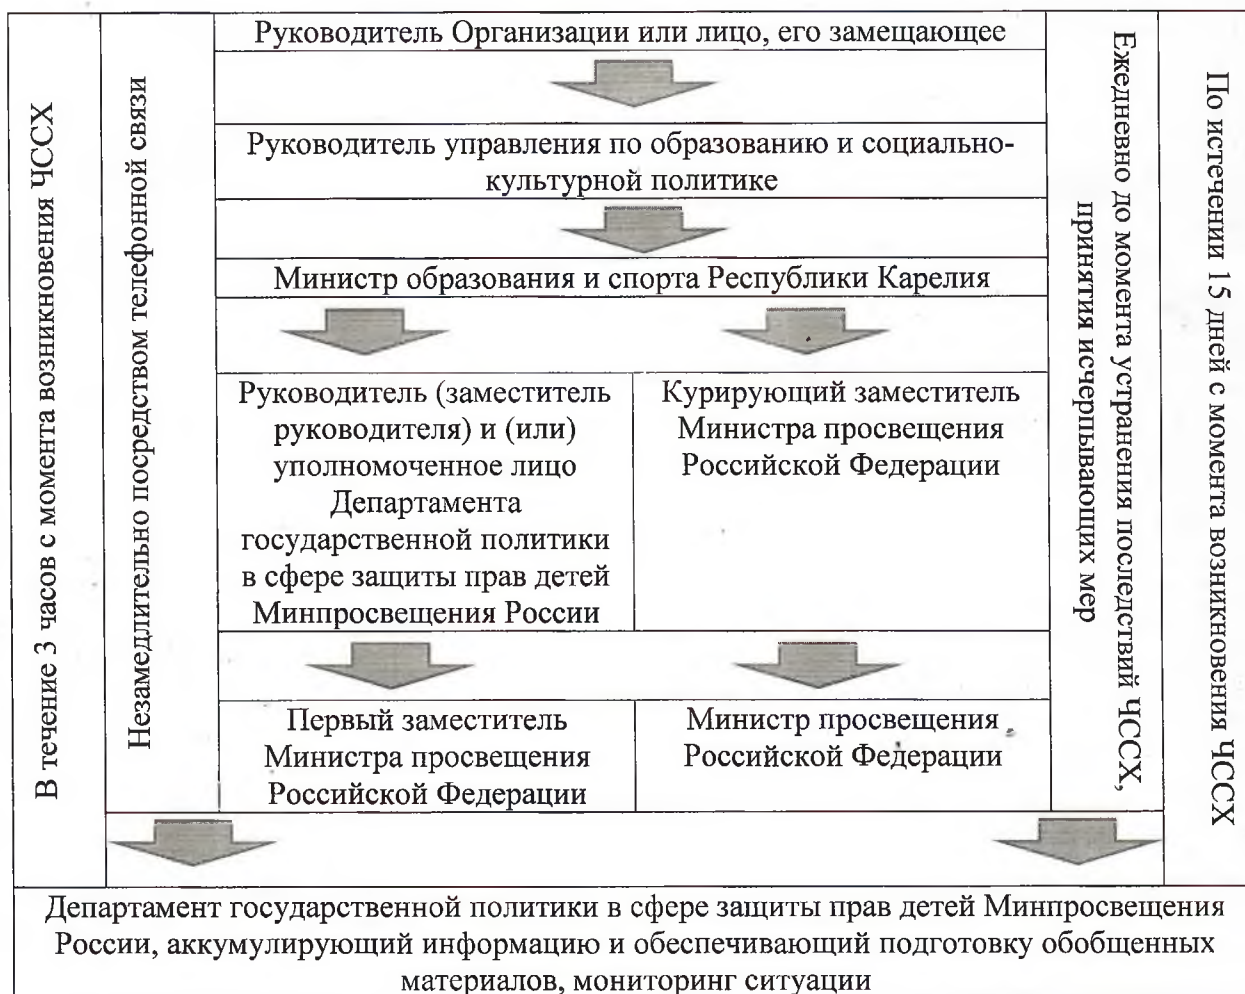 В течение 3 часов с момента возникновения ЧССХ
Незамедлительно посредством телефонной связи
Руководитель Организации или лицо, его замещающее
Руководитель управления по образованию и социально-
культурной политике
Министр образования и спорта Республики Карелия
Руководитель (заместитель
руководителя) и (или)
уполномоченное лицо
Департамента
государственной политики
в сфере защиты прав детей
Минпросвещения России
Курирующий заместитель
Министра просвещения
Российской Федерации
Первый заместитель
Министра просвещения
Российской Федерации
Министр просвещения
Российской Федерации
Ежедневно до момента устранения последствий ЧССХ,
принятия исчерпывающих мер
По истечении 15 дней с момента возникновения ЧССХ
Департамент государственной политики в сфере защиты прав детей Минпросвещения
России, аккумулирующий информацию и обеспечивающий подготовку обобщенных
материалов, мониторинг ситуации